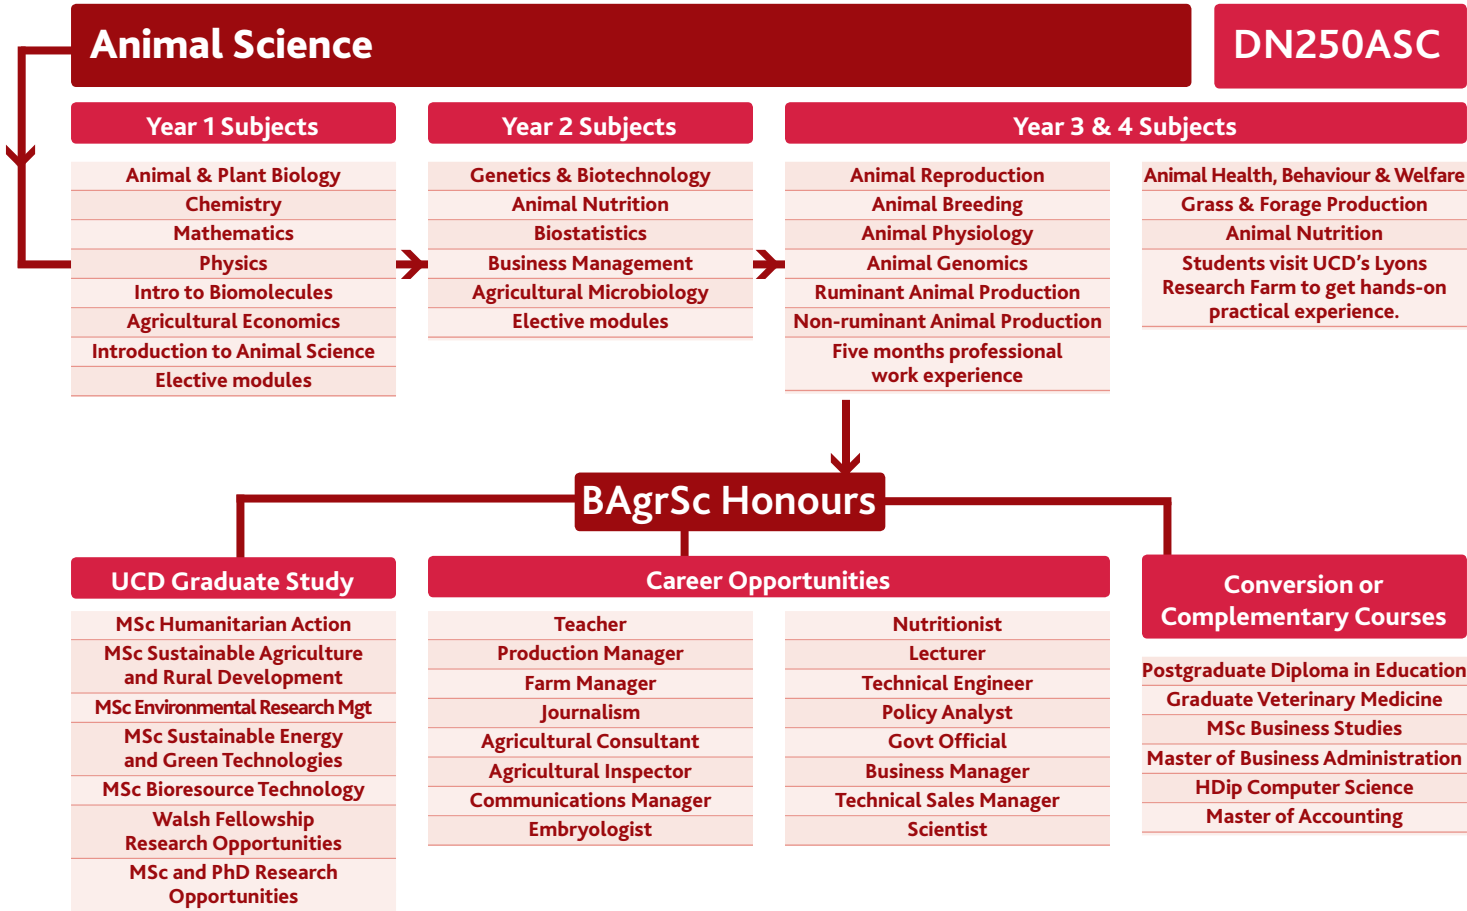 Animal Science
DN250ASC
Year 1 Subjects
Animal & Plant Biology
Chemistry
Mathematics
Physics
Intro to Biomolecules
Agricultural Economics
Introduction to Animal Science
Elective modules
Year 2 Subjects
Genetics & Biotechnology
Animal Nutrition
Biostatistics
Business Management
Agricultural Microbiology
Elective modules
Year 3 & 4 Subjects
Animal Reproduction
Animal Breeding
Animal Physiology
Animal Genomics
Ruminant Animal Production
Non-ruminant Animal Production
Five months professional
work experience
Animal Health, Behaviour & Welfare
Grass & Forage Production
Animal Nutrition
Students visit UCD's Lyons
Research Farm to get hands-on
practical experience.
BAgrSc Honours
UCD Graduate Study
MSc Humanitarian Action
MSc Sustainable Agriculture
and Rural Development
MSc Environmental Research Mgt
MSc Sustainable Energy
and Green Technologies
MSc Bioresource Technology
Walsh Fellowship
Research Opportunities
MSc and PhD Research
Opportunities
Career Opportunities
Teacher
Production Manager
Farm Manager
Journalism
Agricultural Consultant
Agricultural Inspector
Communications Manager
Embryologist
Nutritionist
Lecturer
Technical Engineer
Policy Analyst
Govt Official
Business Manager
Technical Sales Manager
Scientist
Conversion or
Complementary Courses
Postgraduate Diploma in Education
Graduate Veterinary Medicine
MSc Business Studies
Master of Business Administration
HDip Computer Science
Master of Accounting